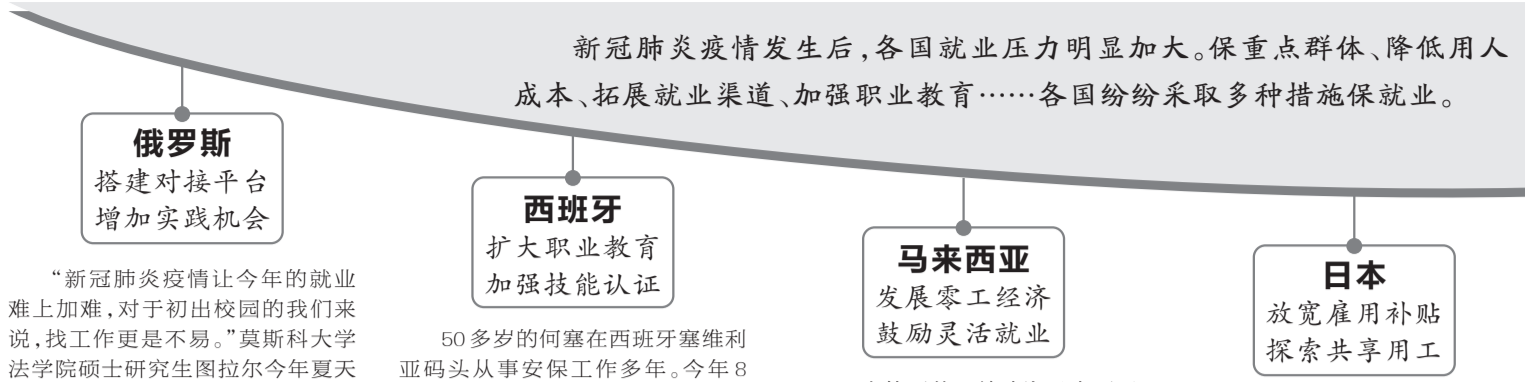 新冠肺炎疫情发生后,各国就业压力明显加大。保重点群体、降低用人
成本、拓展就业渠道、加强职业教育……各国纷纷采取多种措施保就业。
俄罗斯
搭建对接平台
增加实践机会
“新冠肺炎疫情让今年的就业
难上加难,对于初出校园的我们来
说,找工作更是不易。”莫斯科大学
法学院硕士研究生图拉尔今年夏天
西班牙
扩大职业教育
加强技能认证
50多岁的何塞在西班牙塞维利
亚码头从事安保工作多年。今年8
马来西亚
发展零工经济
鼓励灵活就业
日本
放宽雇用补贴
探索共享用工